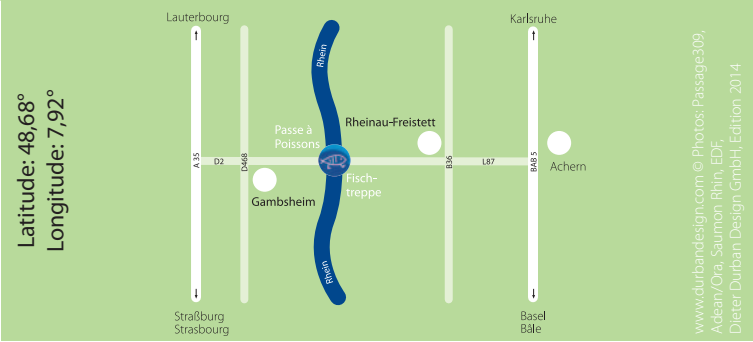 Latitude: 48,68°
Longitude: 7,92°
Lauterbourg
Karlsruhe
Rhein
Passe à
Poissons
Rheinau-Freistett
A 35
D2
D468
B36
L87
BAB 5
Achern
Fisch-
treppe
Gambsheim
Rhein
Straßburg
Strasbourg
Basel
Bâle
www.durbandesign.com © Photos: Passage309,
Adean/Ora, Saumon Rhin, EDF,
Dieter Durban Design GmbH, Edition 2014